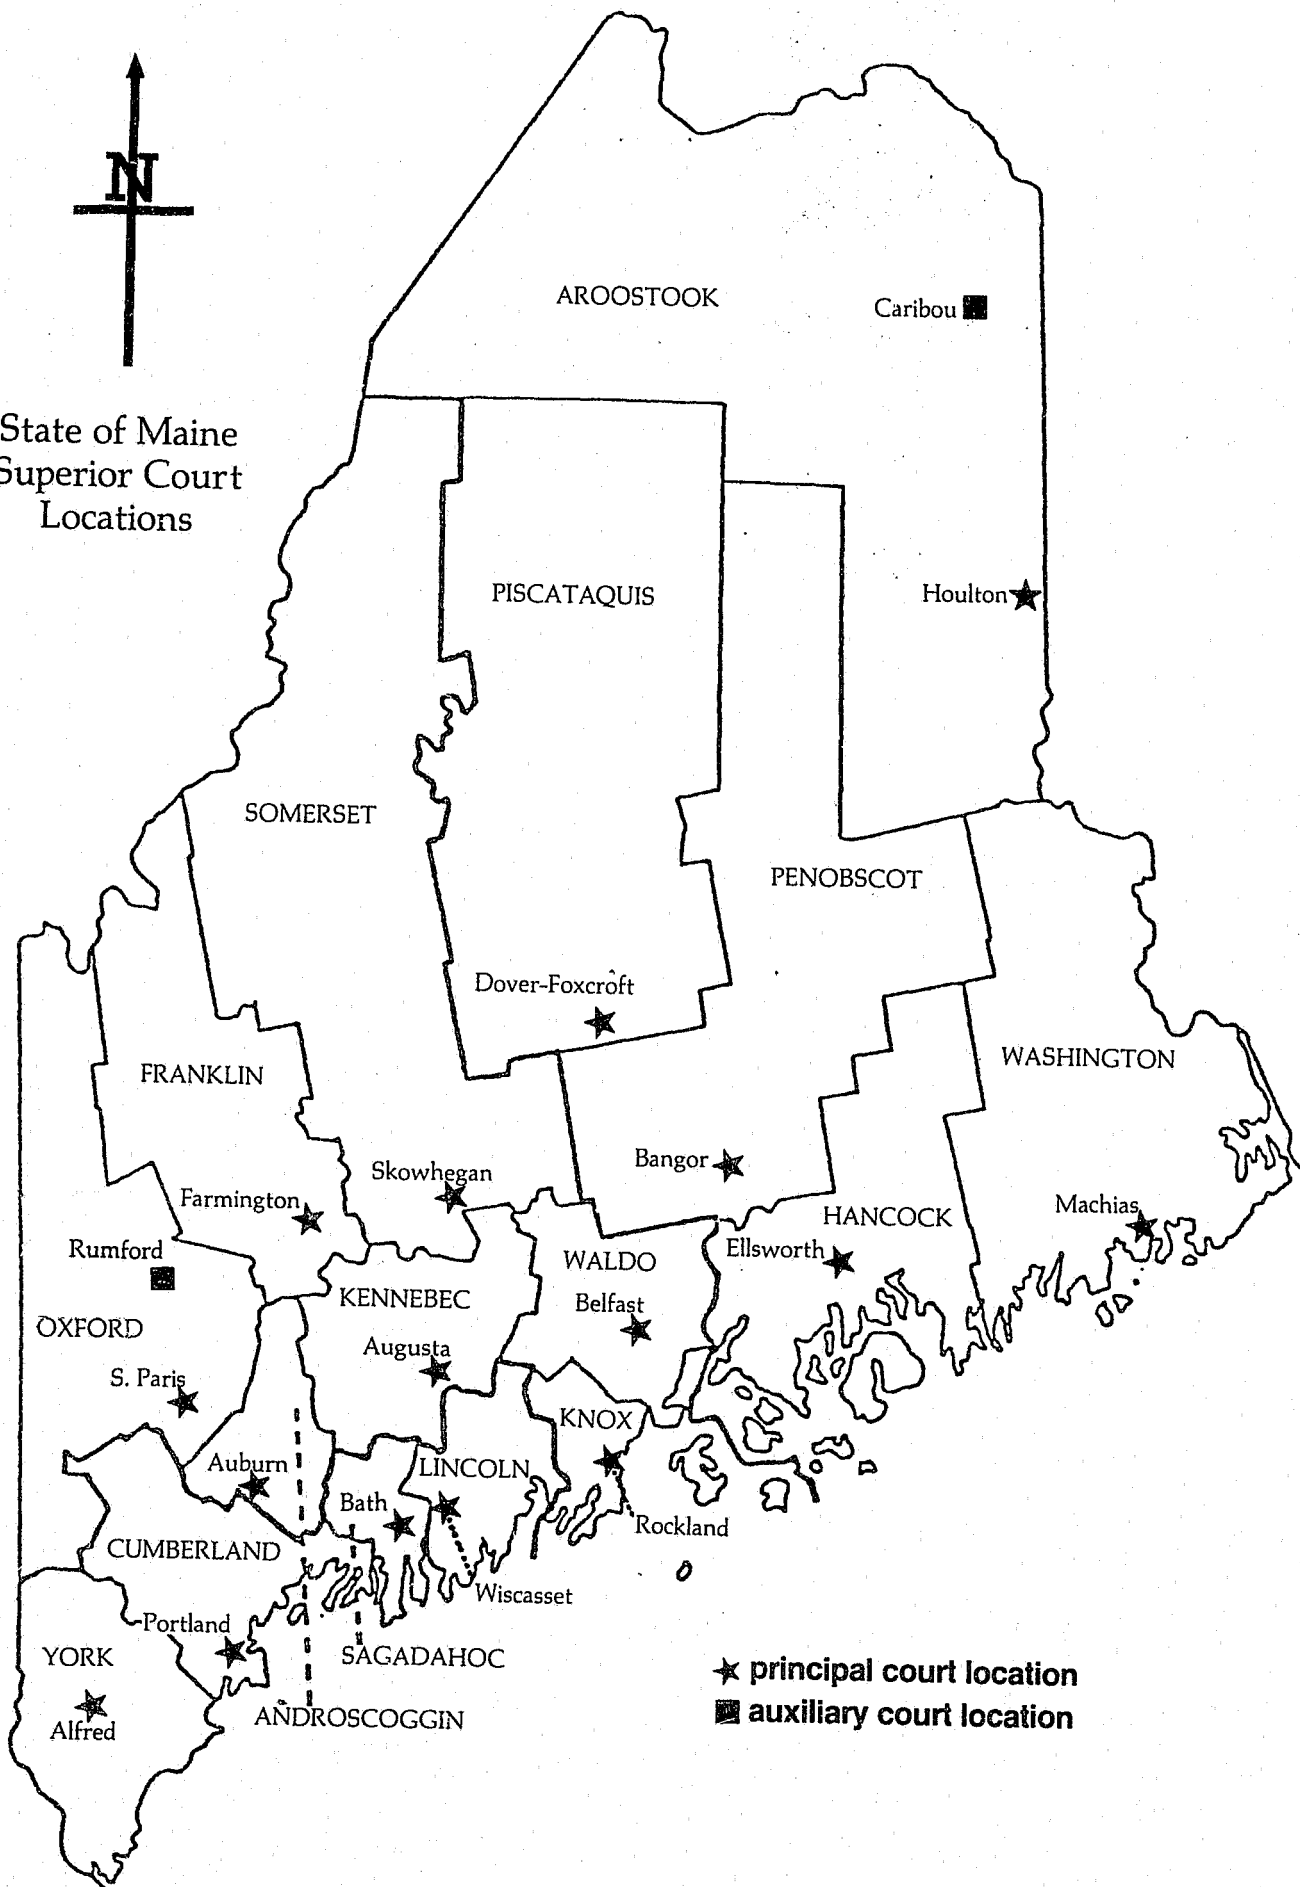 N
State of Maine
Superior Court
Locations
AROOSTOOK
Caribou
PISCATAQUIS
Houlton
SOMERSET
PENOBSCOT
Dover-Foxcroft
WASHINGTON
FRANKLIN
Skowhegan
Bangor
Farmington
Machias
HANCOCK
Rumford
Ellsworth
WALDO
KENNEBEC
Belfast
OXFORD
Augusta
S. Paris
KNOX
Auburn
LINCOLN
Bath
Rockland
CUMBERLAND
Wiscasset
Portland
YORK
SAGADAHOC
ANDROSCOGGIN
Alfred
principal court location
auxiliary court location